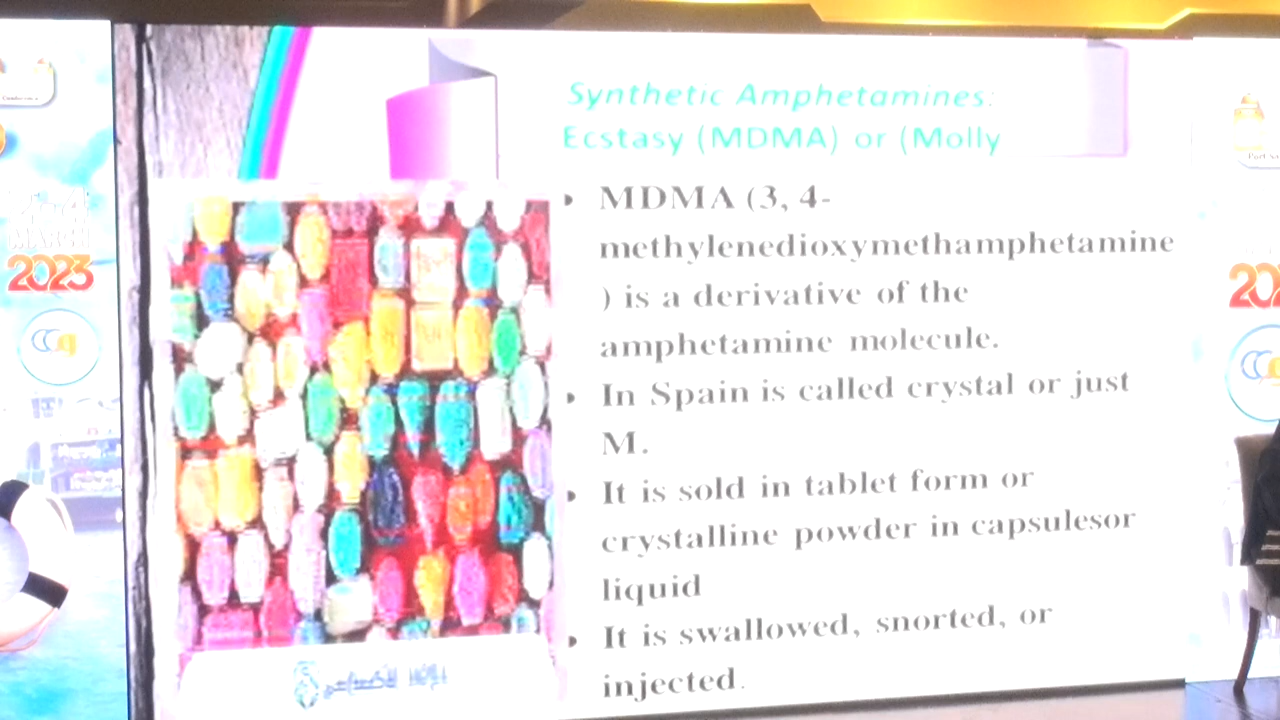 Synthetic Amphetamines:
Ecstasy (MDMA) or (Molly
• MDMA (3, 4-
methylenedioxymethamphetamine
) is a derivative of the
amphetamine molecule.
• In Spain is called crystal or just
M.
• It is sold in tablet form or
crystalline powder in capsulesor
liquid
• It is swallowed, snorted, or
injected.
MARCH
2023
202